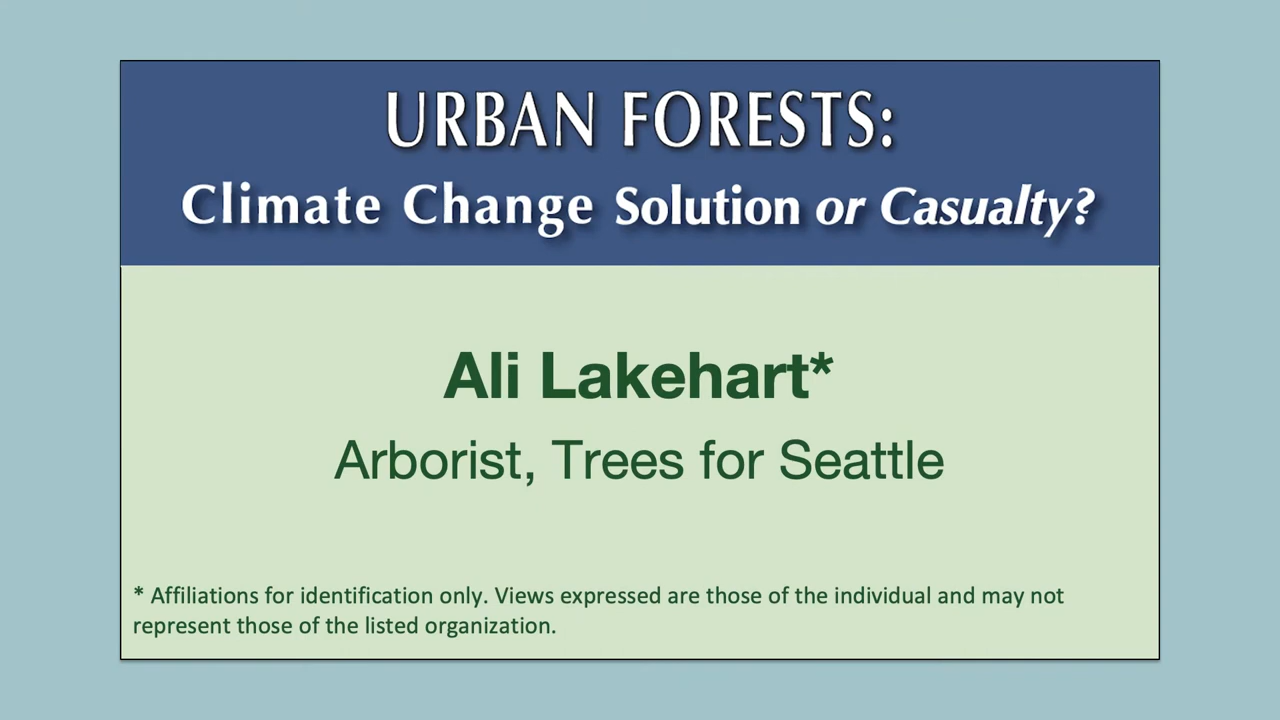 URBAN FORESTS:
Climate Change Solution or Casualty?
Ali Lakehart*
Arborist, Trees for Seattle
* Affiliations for identification only. Views expressed are those of the individual and may not
represent those of the listed organization.